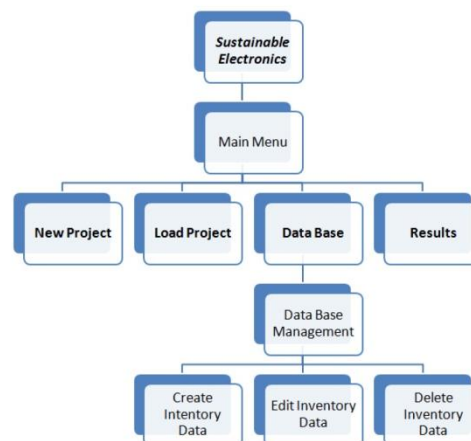 Sustainable
Electronics
Main Menu
New Project
Load Project
Data Base
Results
Data Base
Management
Create
Intentory
Data
Edit Inventory
Data
Delete
Inventory
Data